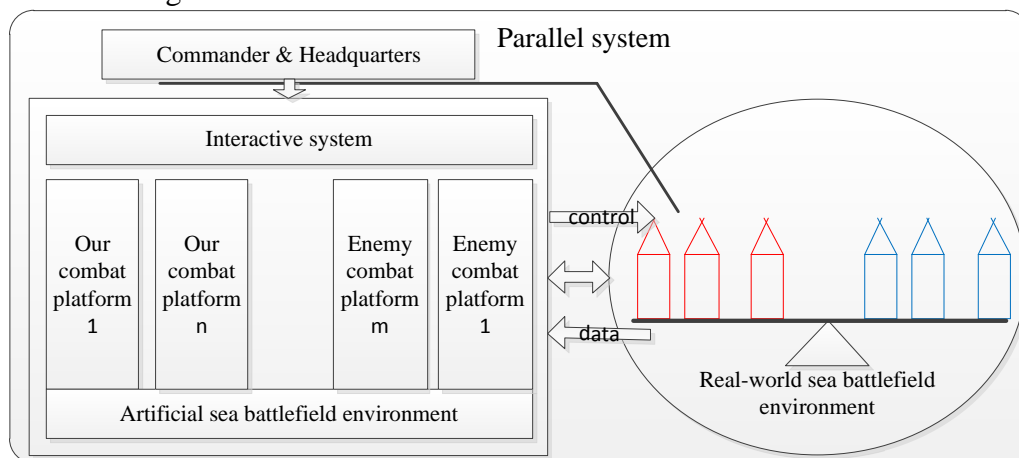 Parallel system
Commander & Headquarters
Interactive system
Our
combat
platform
1
Our
combat
platform
n
Enemy
combat
platform
m
Enemy
combat
platform
1
Artificial sea battlefield environment
control
data
Real-world sea battlefield
environment